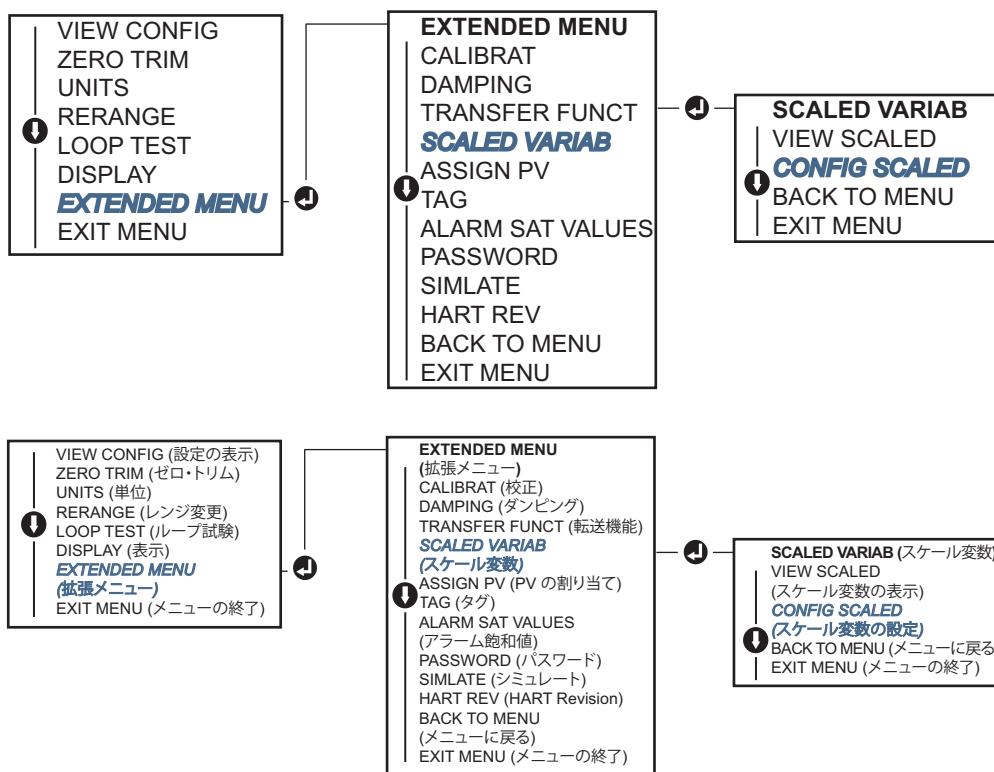 VIEW CONFIG
ZERO TRIM
UNITS
RERANGE
LOOP TEST
DISPLAY
EXTENDED MENU
EXIT MENU
EXTENDED MENU
CALIBRAT
DAMPING
TRANSFER FUNCT
SCALED VARIAB
ASSIGN PV
TAG
ALARM SAT VALUES
PASSWORD
SIMLATE
HART REV
BACK TO MENU
EXIT MENU
SCALED VARIAB
VIEW SCALED
CONFIG SCALED
BACK TO MENU
EXIT MENU
VIEW CONFIG (設定の表示)
ZERO TRIM (ゼロ・トリム)
UNITS (単位)
RERANGE (レンジ変更)
LOOP TEST (ループ試験)
DISPLAY (表示)
EXTENDED MENU
(拡張メニュー)
EXIT MENU (メニューの終了)
EXTENDED MENU
(拡張メニュー)
CALIBRAT (校正)
DAMPING (ダンピング)
TRANSFER FUNCT (転送機能)
SCALED VARIAB
(スケール変数)
ASSIGN PV (PV の割り当て)
TAG (タグ)
ALARM SAT VALUES
(アラーム飽和値)
PASSWORD (パスワード)
SIMLATE (シミュレート)
HART REV (HART Revision)
BACK TO MENU
(メニューに戻る)
EXIT MENU (メニューの終了)
SCALED VARIAB (スケール変数)
VIEW SCALED
(スケール変数の表示)
CONFIG SCALED
(スケール変数の設定)
BACK TO MENU (メニューに戻る
EXIT MENU (メニューの終了)